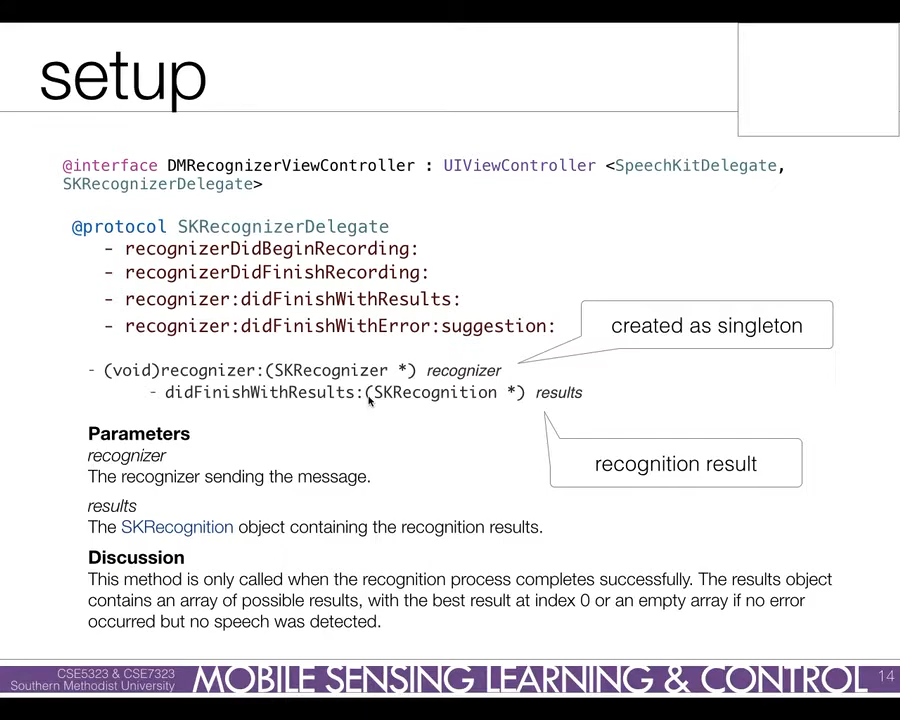 setup
@interface DMRecognizerViewController : UIViewController <SpeechKitDelegate,
SKRecognizerDelegate>
@protocol SKRecognizerDelegate
- recognizerDidBeginRecording:
- recognizerDidFinishRecording:
- recognizer:didFinishWithResults:
- recognizer:didFinishWithError:suggestion:
created as singleton
- (void)recognizer:(SKRecognizer *) recognizer
- didFinishWithResults:(SKRecognition *) results
Parameters
recognizer
The recognizer sending the message.
recognition result
results
The SKRecognition object containing the recognition results.
Discussion
This method is only called when the recognition process completes successfully. The results object
contains an array of possible results, with the best result at index 0 or an empty array if no error
occurred but no speech was detected.
CSE5323 & CSE7323
Southern Methodist University
MOBILE SENSING LEARNING & CONTROL
14